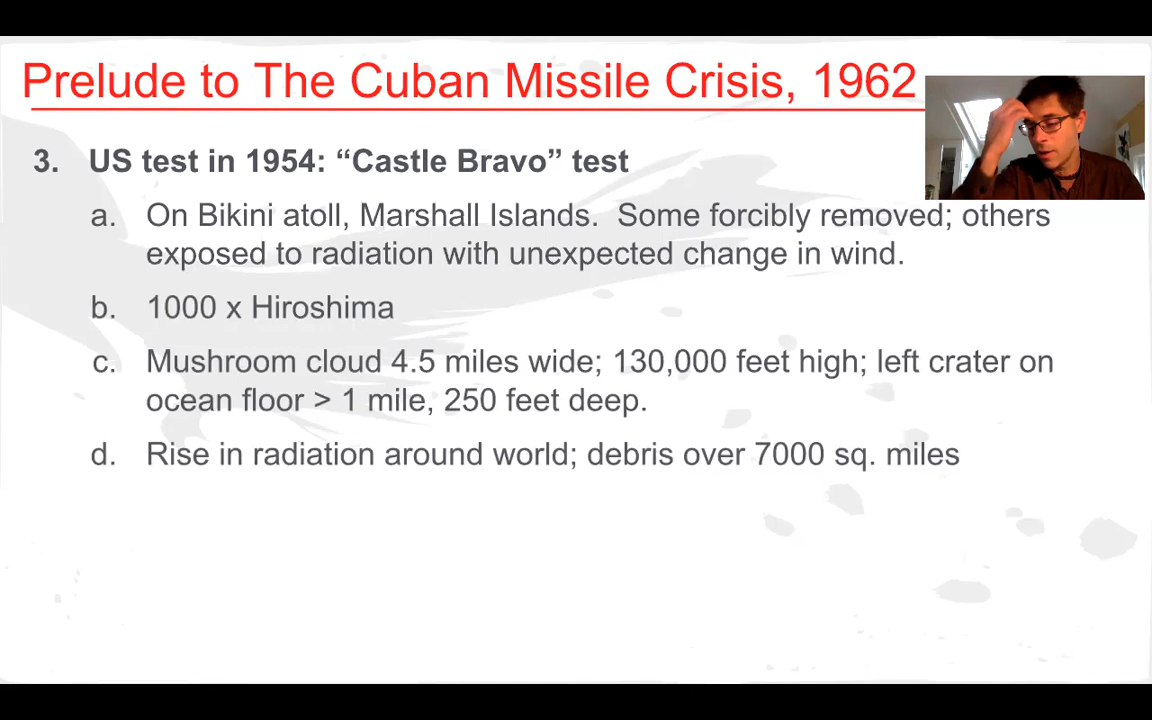 Prelude to The Cuban Missile Crisis, 1962
3. US test in 1954: “Castle Bravo” test
a. On Bikini atoll, Marshall Islands.  Some forcibly removed; others
exposed to radiation with unexpected change in wind.
b. 1000 x Hiroshima
c. Mushroom cloud 4.5 miles wide; 130,000 feet high; left crater on
ocean floor > 1 mile, 250 feet deep.
d. Rise in radiation around world; debris over 7000 sq. miles